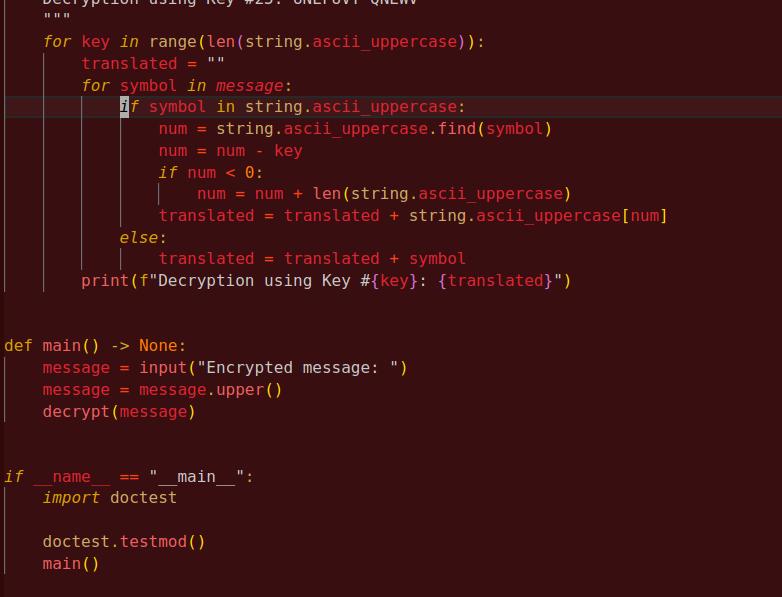 Decryption using Key #25:
"""
for key in range(len(string.ascii_uppercase)):
translated = ""
for symbol in message:
if symbol in string.ascii_uppercase:
num = string.ascii_uppercase.find(symbol)
num = num - key
if num < 0:
num = num + len(string.ascii_uppercase)
translated = translated + string.ascii_uppercase[num]
else:
translated = translated + symbol
print(f"Decryption using Key #{key}: {translated}")
def main() -> None:
message = input("Encrypted message: ")
message = message.upper()
decrypt(message)
if __name__ == "__main__":
import doctest
doctest.testmod()
main()